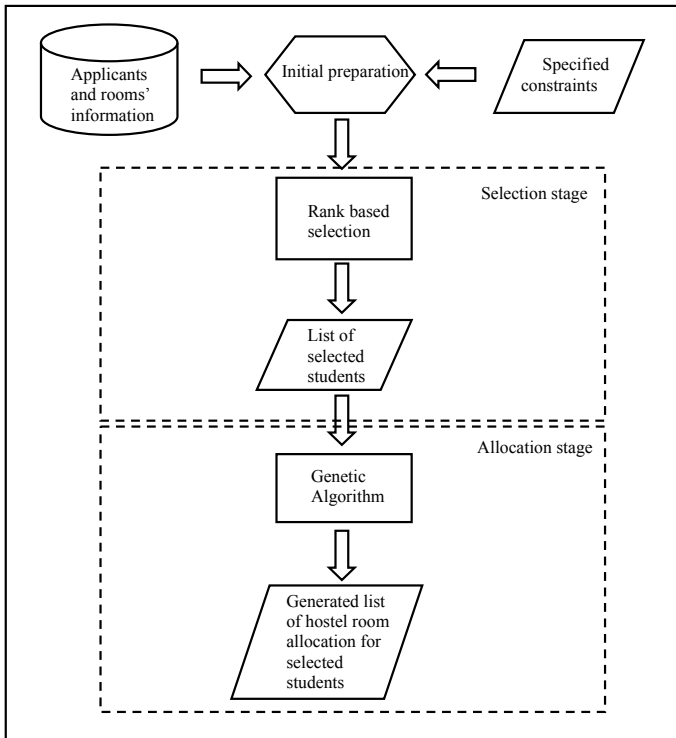 Applicants
and rooms'
information
Initial preparation
Specified
constraints
Selection stage
Rank based
selection
List of
selected
students
Allocation stage
Genetic
Algorithm
Generated list
of hostel room
allocation for
selected
students